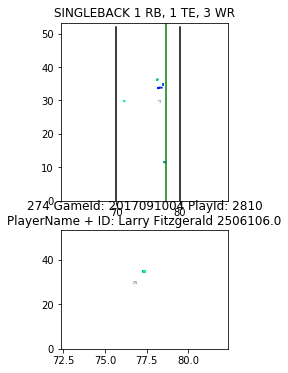 SINGLEBACK 1 RB, 1 TE, 3 WR
50
40
30
20
10
0
70 80
274 GameId: 2017091004 PlayId: 2810
PlayerName + ID: Larry Fitzgerald 2506106.0
40
20
0
72.5 75.0 77.5 80.0